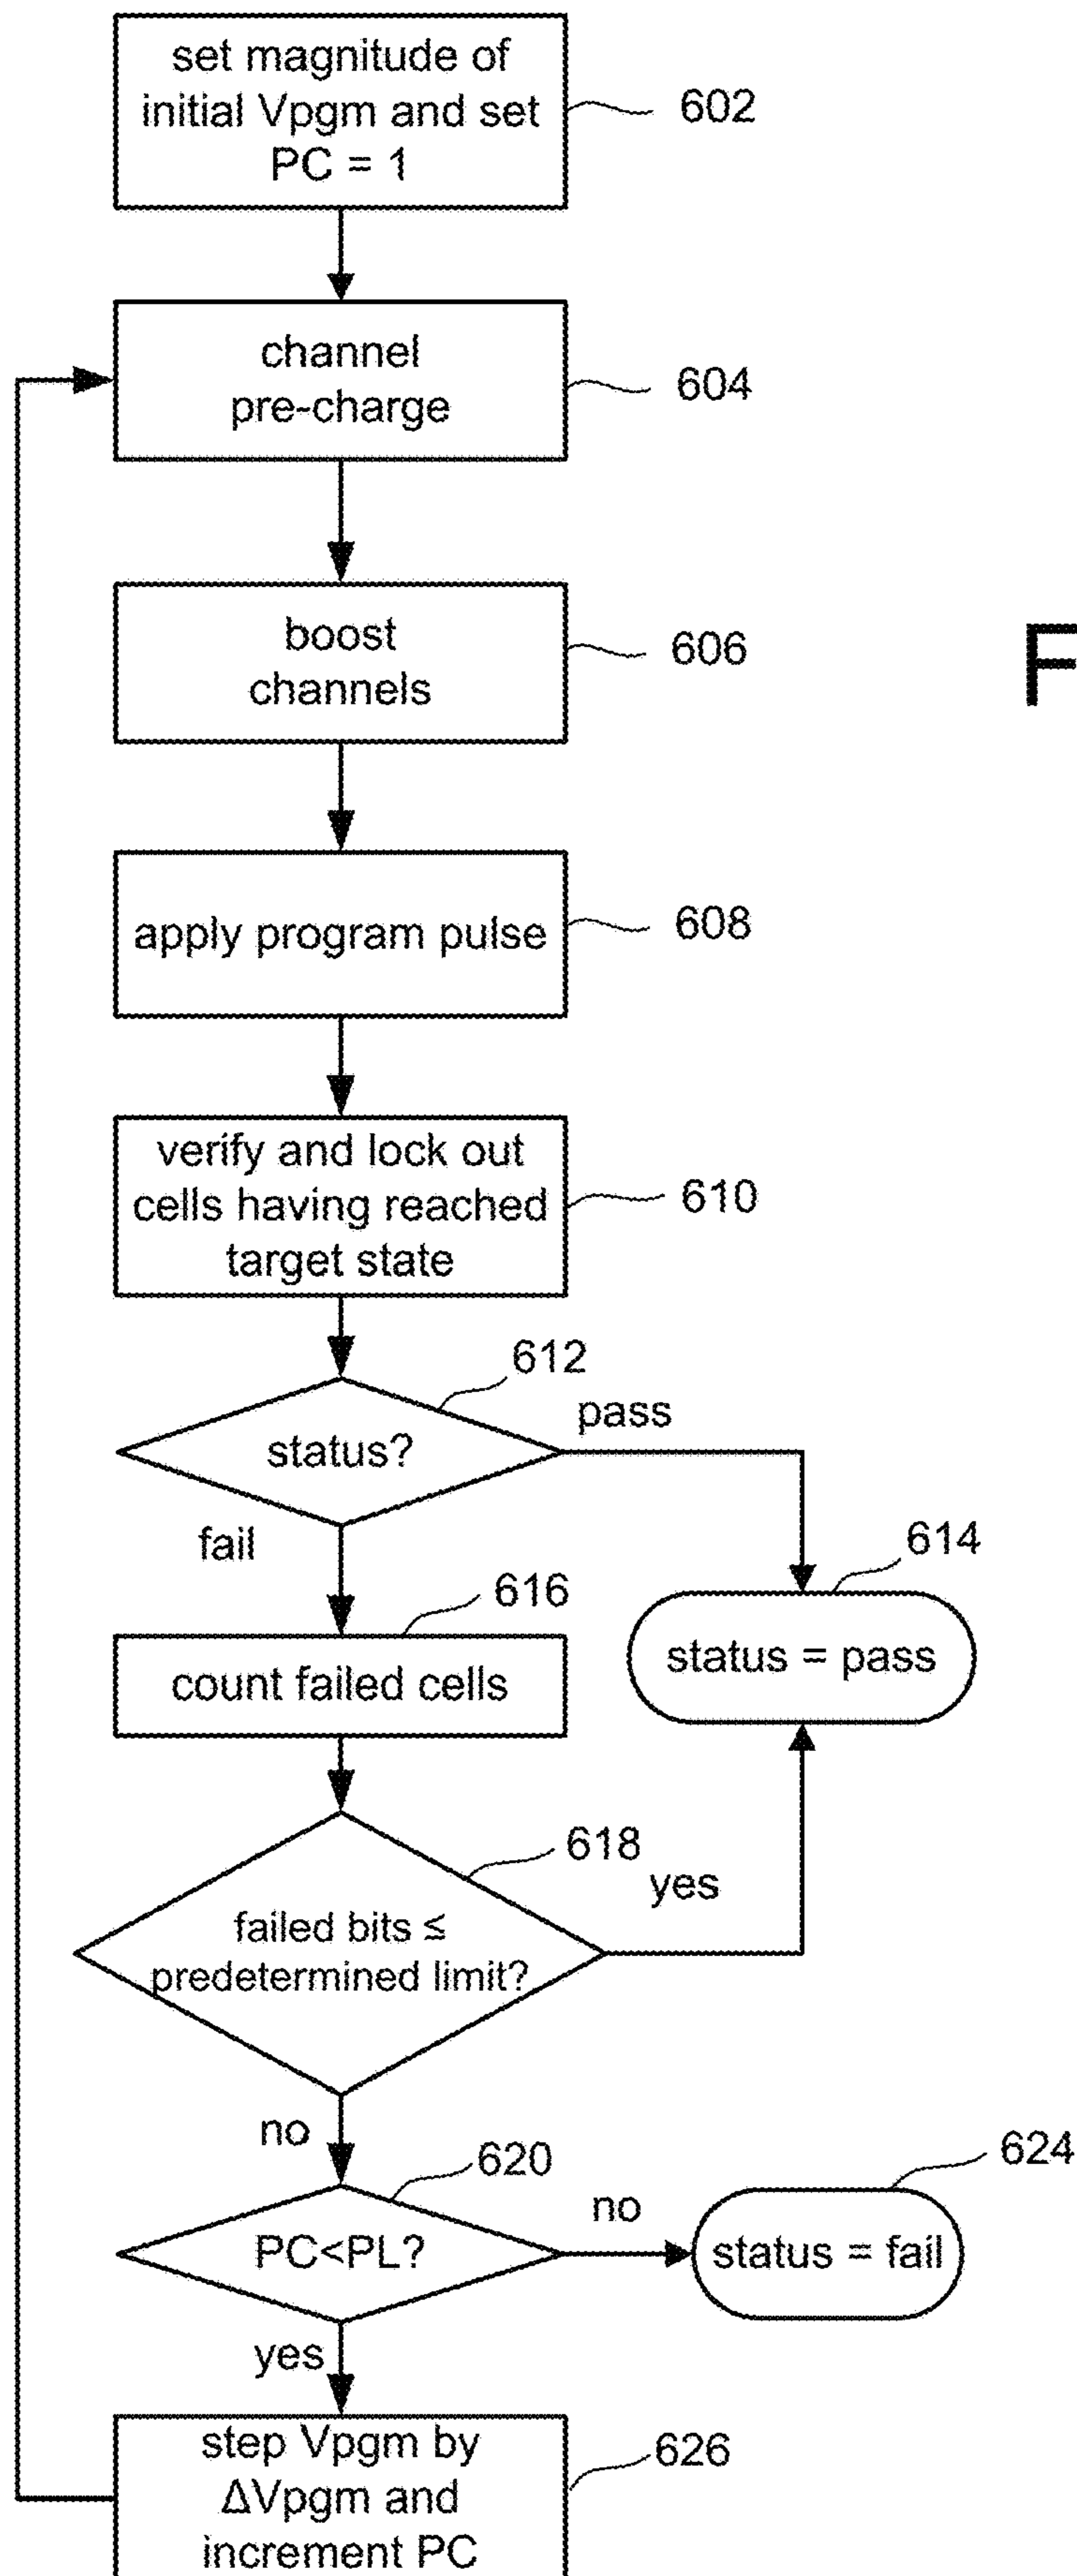 set magnitude of
initial Vpgm and set
PC = 1
602
channel
pre-charge
604
boost
channels
606
F
apply program pulse
608
verify and lock out
cells having reached
target state
610
612
status?
pass
fail
614
status = pass
616
count failed cells
618
yes
failed bits ≤
predetermined limit?
no
620
PC<PL?
no
624
status = fail
yes
step Vpgm by
ΔVpgm and
increment PC
626